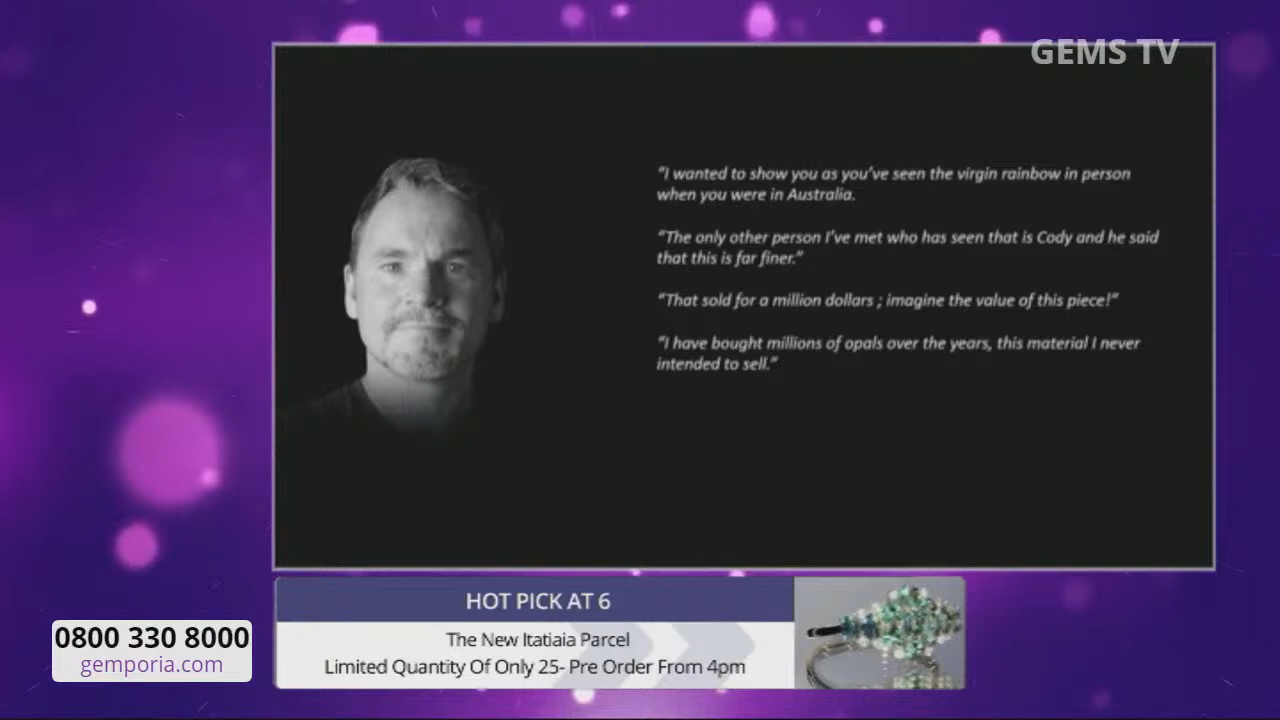 GEMS TV
“I wanted to show you as you’ve seen the virgin rainbow in person
when you were in Australia.
“The only other person I’ve met who has seen that is Cody and he said
that this is far finer.”
“That sold for a million dollars ; imagine the value of this piece!”
“I have bought millions of opals over the years, this material I never
intended to sell.”
HOT PICK AT 6
The New Itatiaia Parcel
Limited Quantity Of Only 25- Pre Order From 4pm
0800 330 8000
gemporia.com